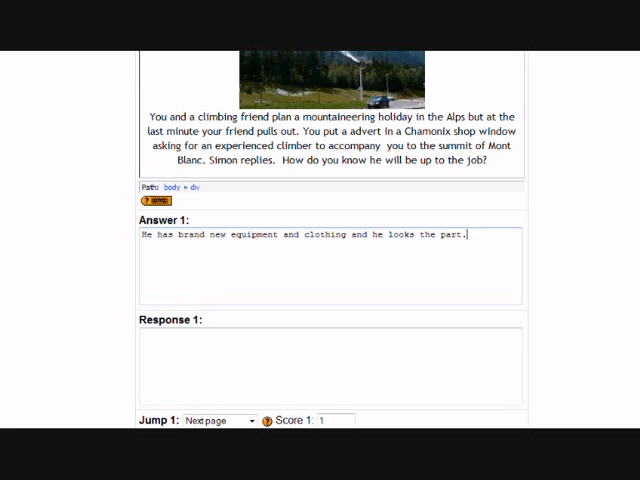 You and a climbing friend plan a mountaineering holiday in the Alps but at the
last minute your friend pulls out. You put a advert in a Chamonix shop window
asking for an experienced climber to accompany you to the summit of Mont
Blanc. Simon replies. How do you know he will be up to the job?
Path: body » div
Answer 1:
He has brand new equipment and clothing and he looks the part.
Response 1:
Jump 1: Next page ? Score 1: 1